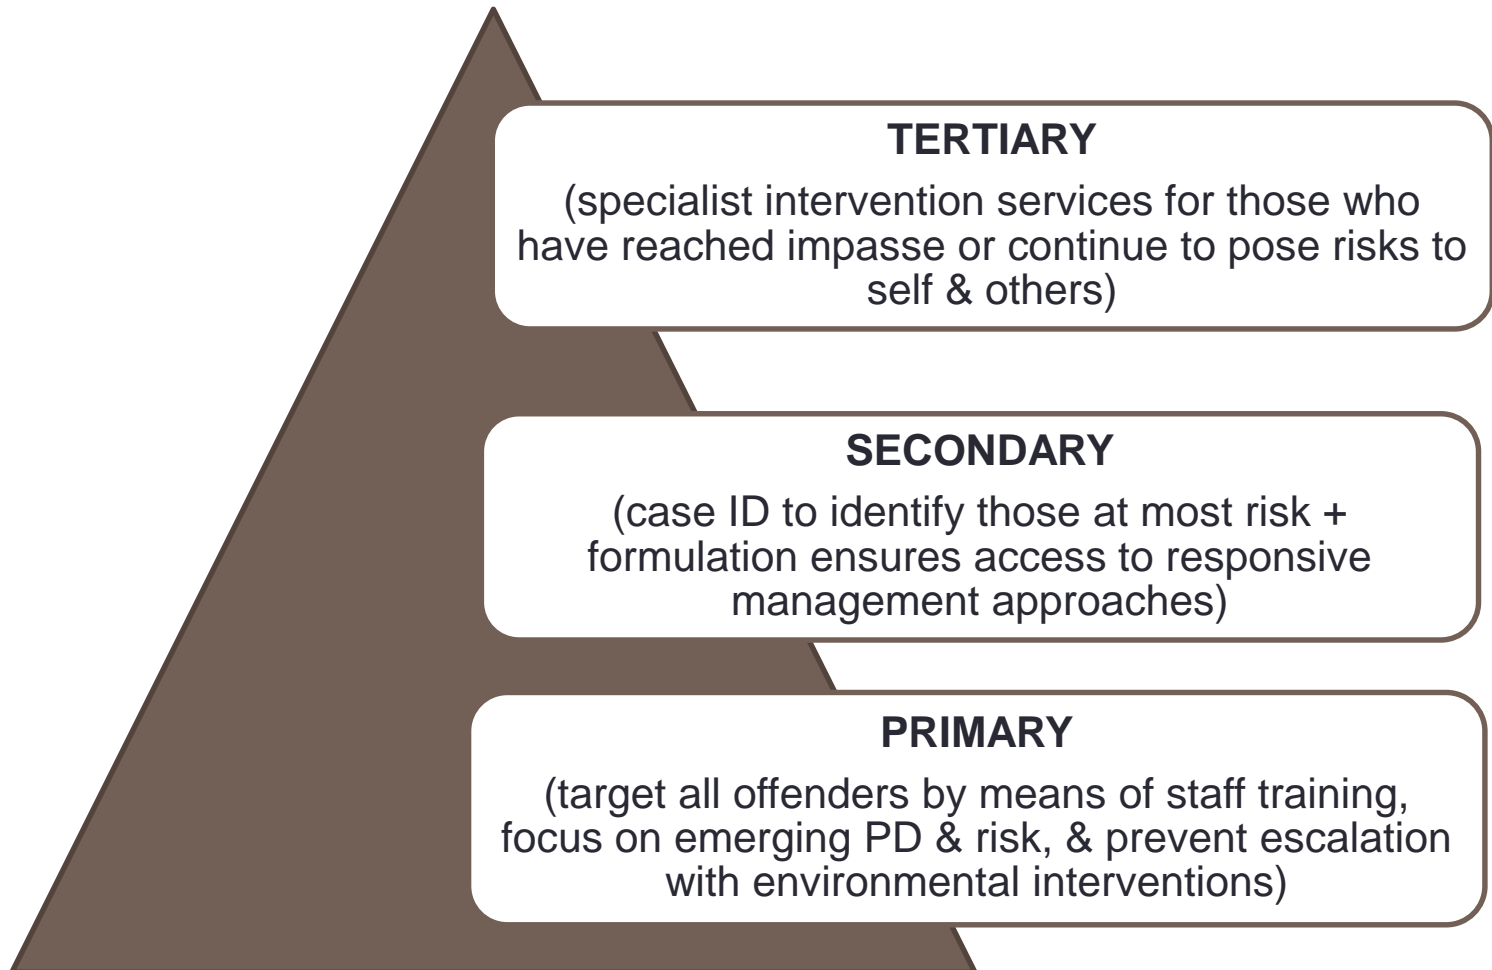 TERTIARY
(specialist intervention services for those who
have reached impasse or continue to pose risks to
self & others)
SECONDARY
(case ID to identify those at most risk +
formulation ensures access to responsive
management approaches)
PRIMARY
(target all offenders by means of staff training,
focus on emerging PD & risk, & prevent escalation
with environmental interventions)